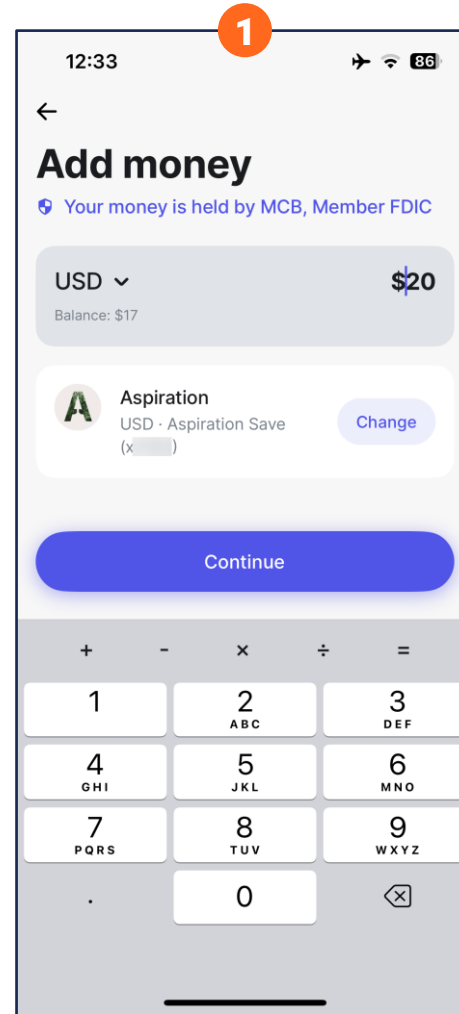 1
12:33
86
Add money
Your money is held by MCB, Member FDIC
USD
$20
Balance: $17
Aspiration
USD · Aspiration Save
(x )
Change
Continue
+ - × ÷ =
1 2 3
ABC DEF
4 5 6
GHI JKL MNO
7 8 9
PQRS TUV WXYZ
. 0